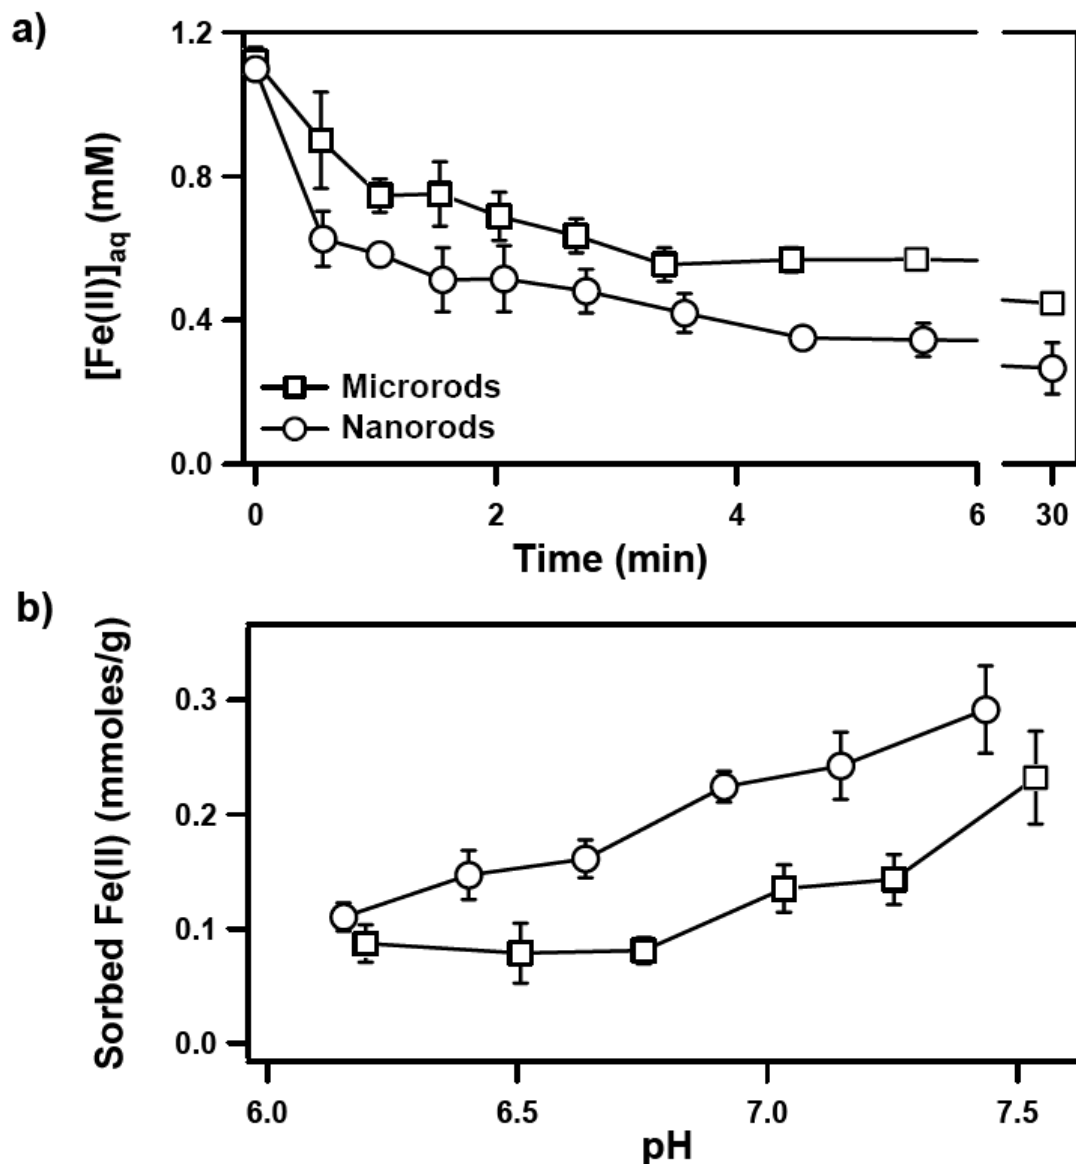 a)
1.2
0.8
0.4
0.0
[Fe(II)]aq (mM)
Microrods
Nanorods
0 2 4 6 30
Time (min)
b)
0.3
0.2
0.1
0.0
Sorbed Fe(II) (mmoles/g)
6.0 6.5 7.0 7.5
pH